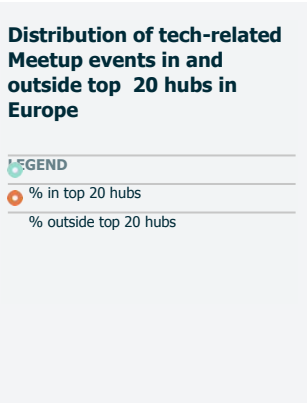 Distribution of tech-related
Meetup events in and
outside top 20 hubs in
Europe
LEGEND
% in top 20 hubs
% outside top 20 hubs